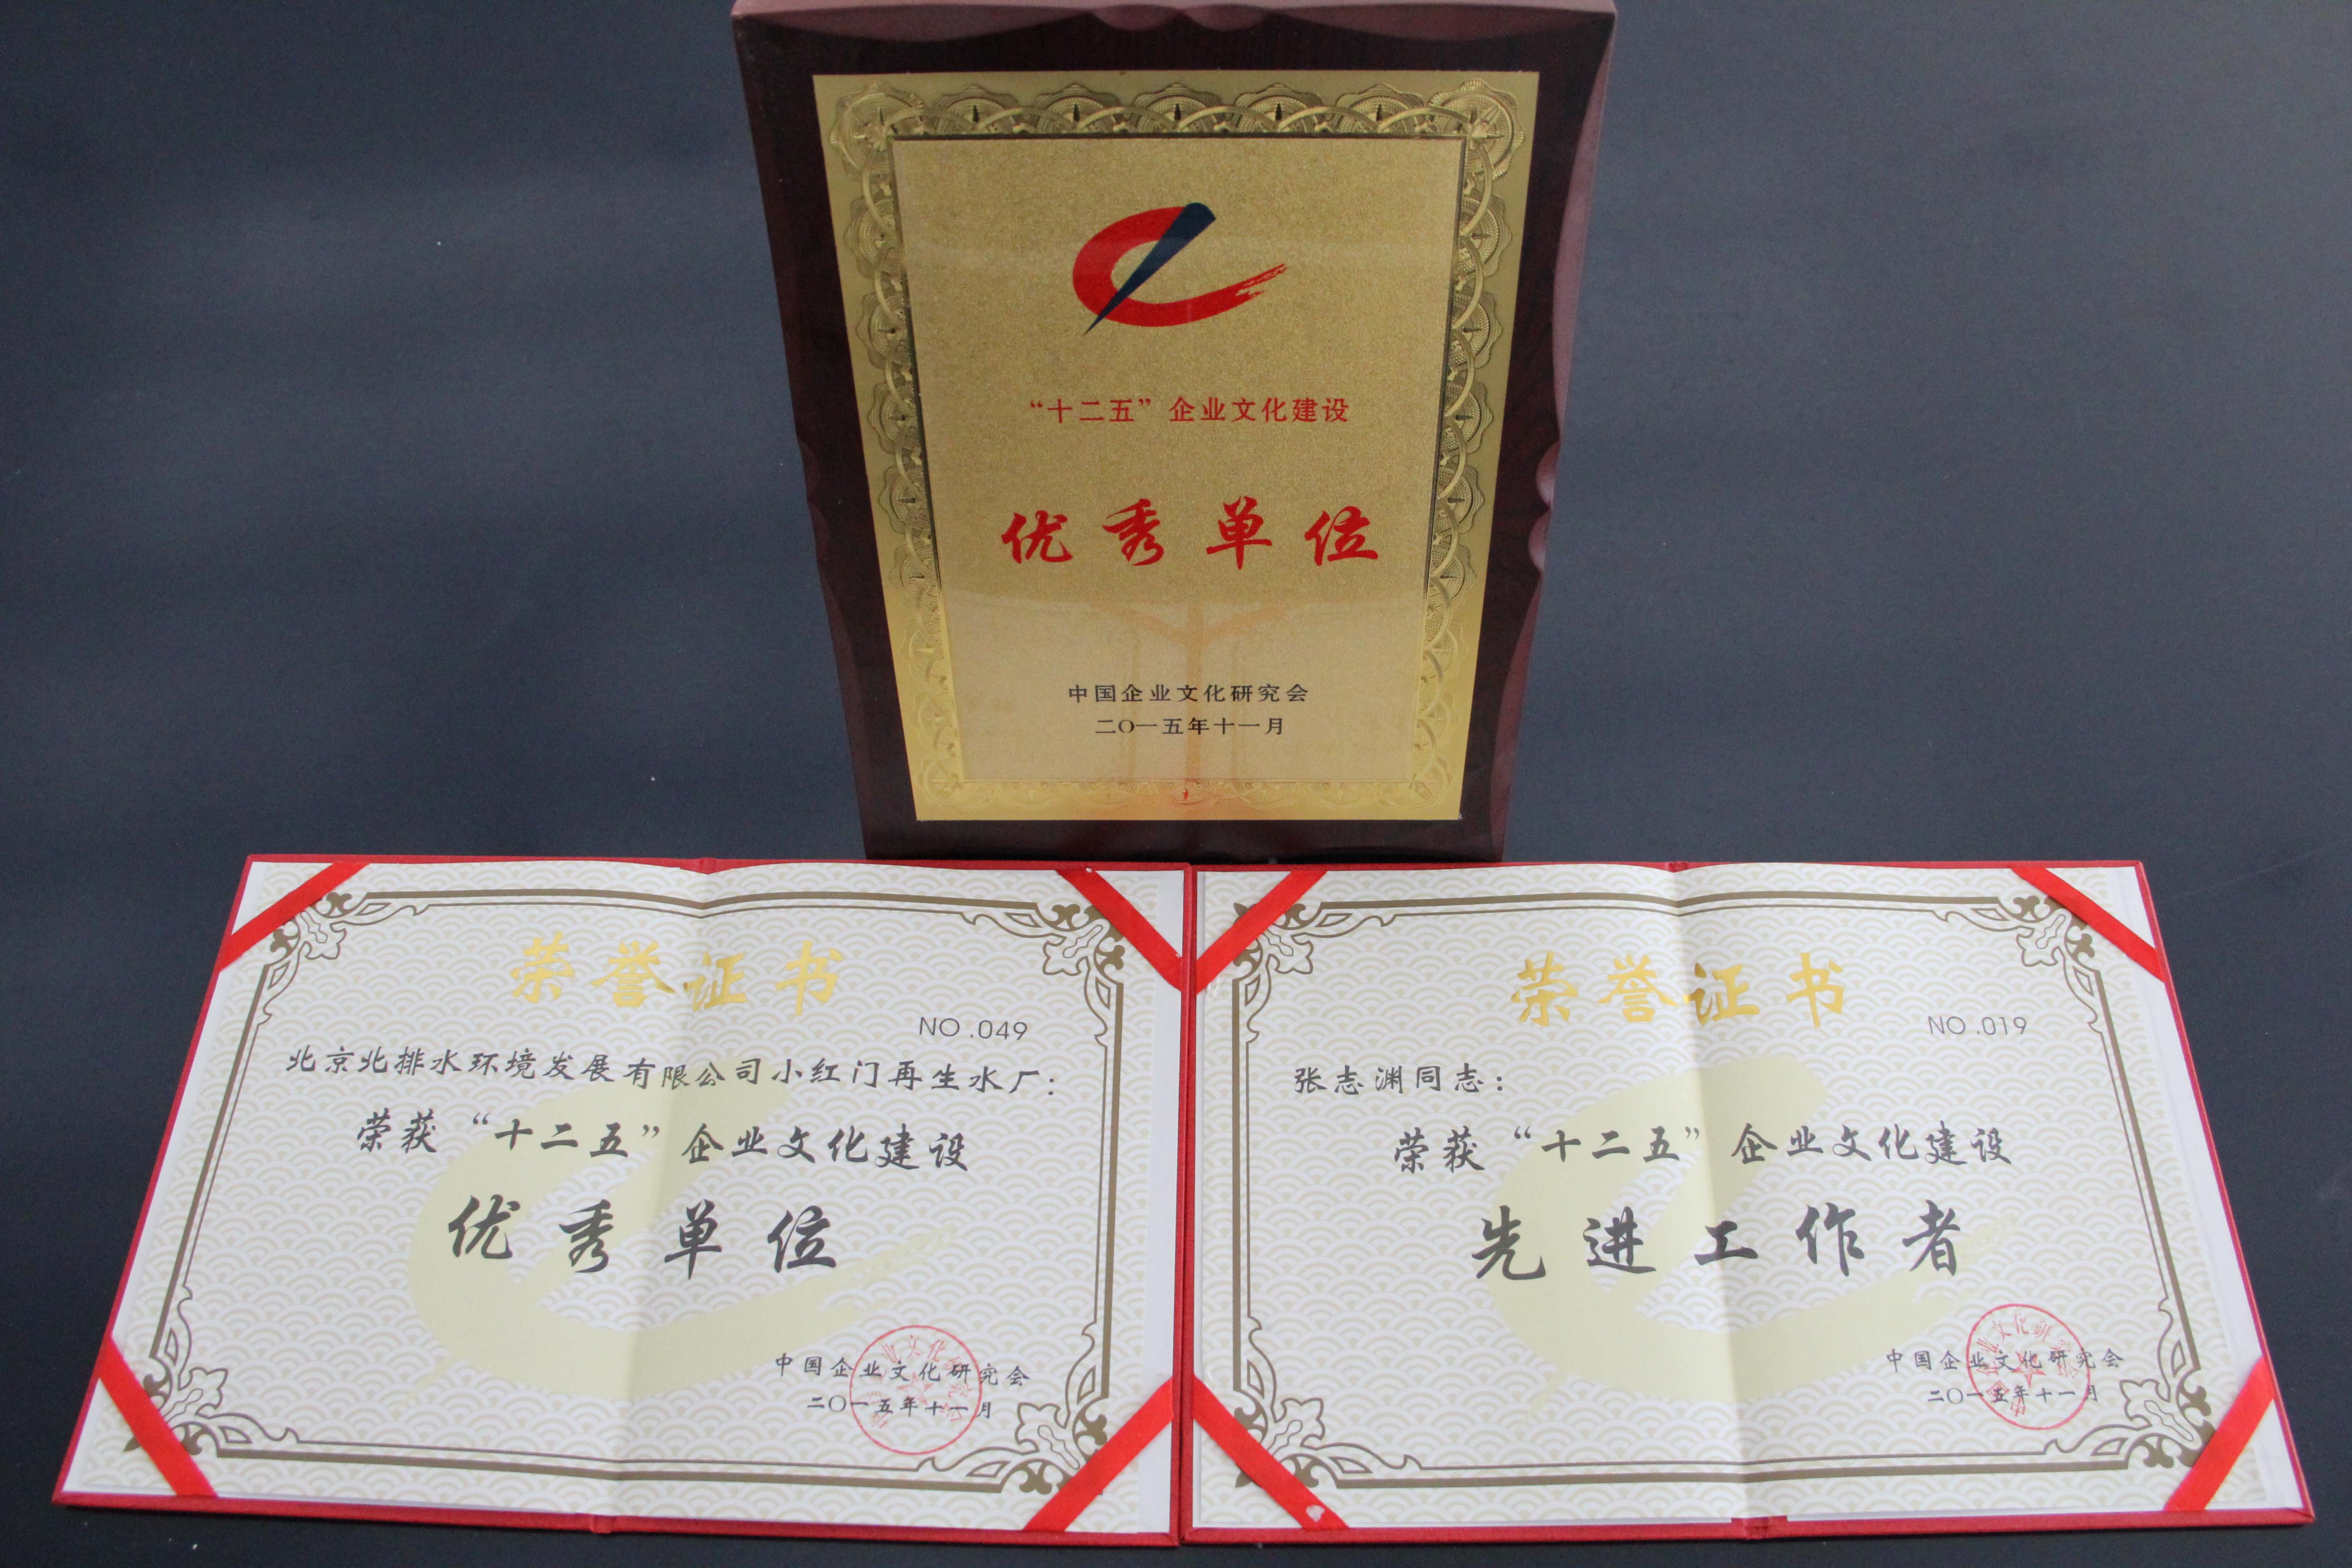 “十二五”企业文化建设
优秀单位
中国企业文化研究会
二〇一五年十一月
荣誉证书
NO.049
北京北排水环境发展有限公司小红门再生水厂：
荣获“十二五”企业文化建设
优秀单位
中国企业文化研究会
二〇一五年十一月
荣誉证书
NO.019
张志渊同志：
荣获“十二五”企业文化建设
先进工作者
中国企业文化研究会
二〇一五年十一月